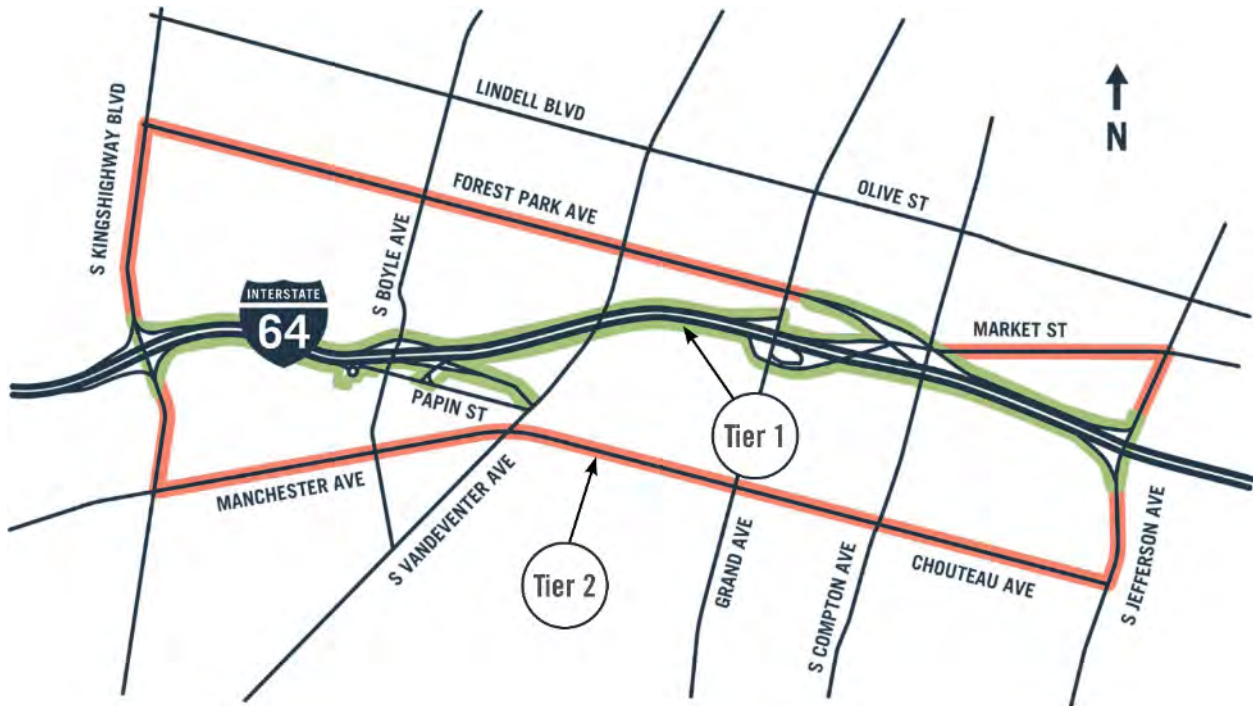 LINDELL BLVD
S KINGSHIGHWAY BLVD
N
FOREST PARK AVE
OLIVE ST
S BOYLE AVE
INTERSTATE
64
MARKET ST
PAPIN ST
Tier 1
MANCHESTER AVE
S VANDEVENTER AVE
Tier 2
GRAND AVE
S COMPTON AVE
CHOUTEAU AVE
S JEFFERSON AVE